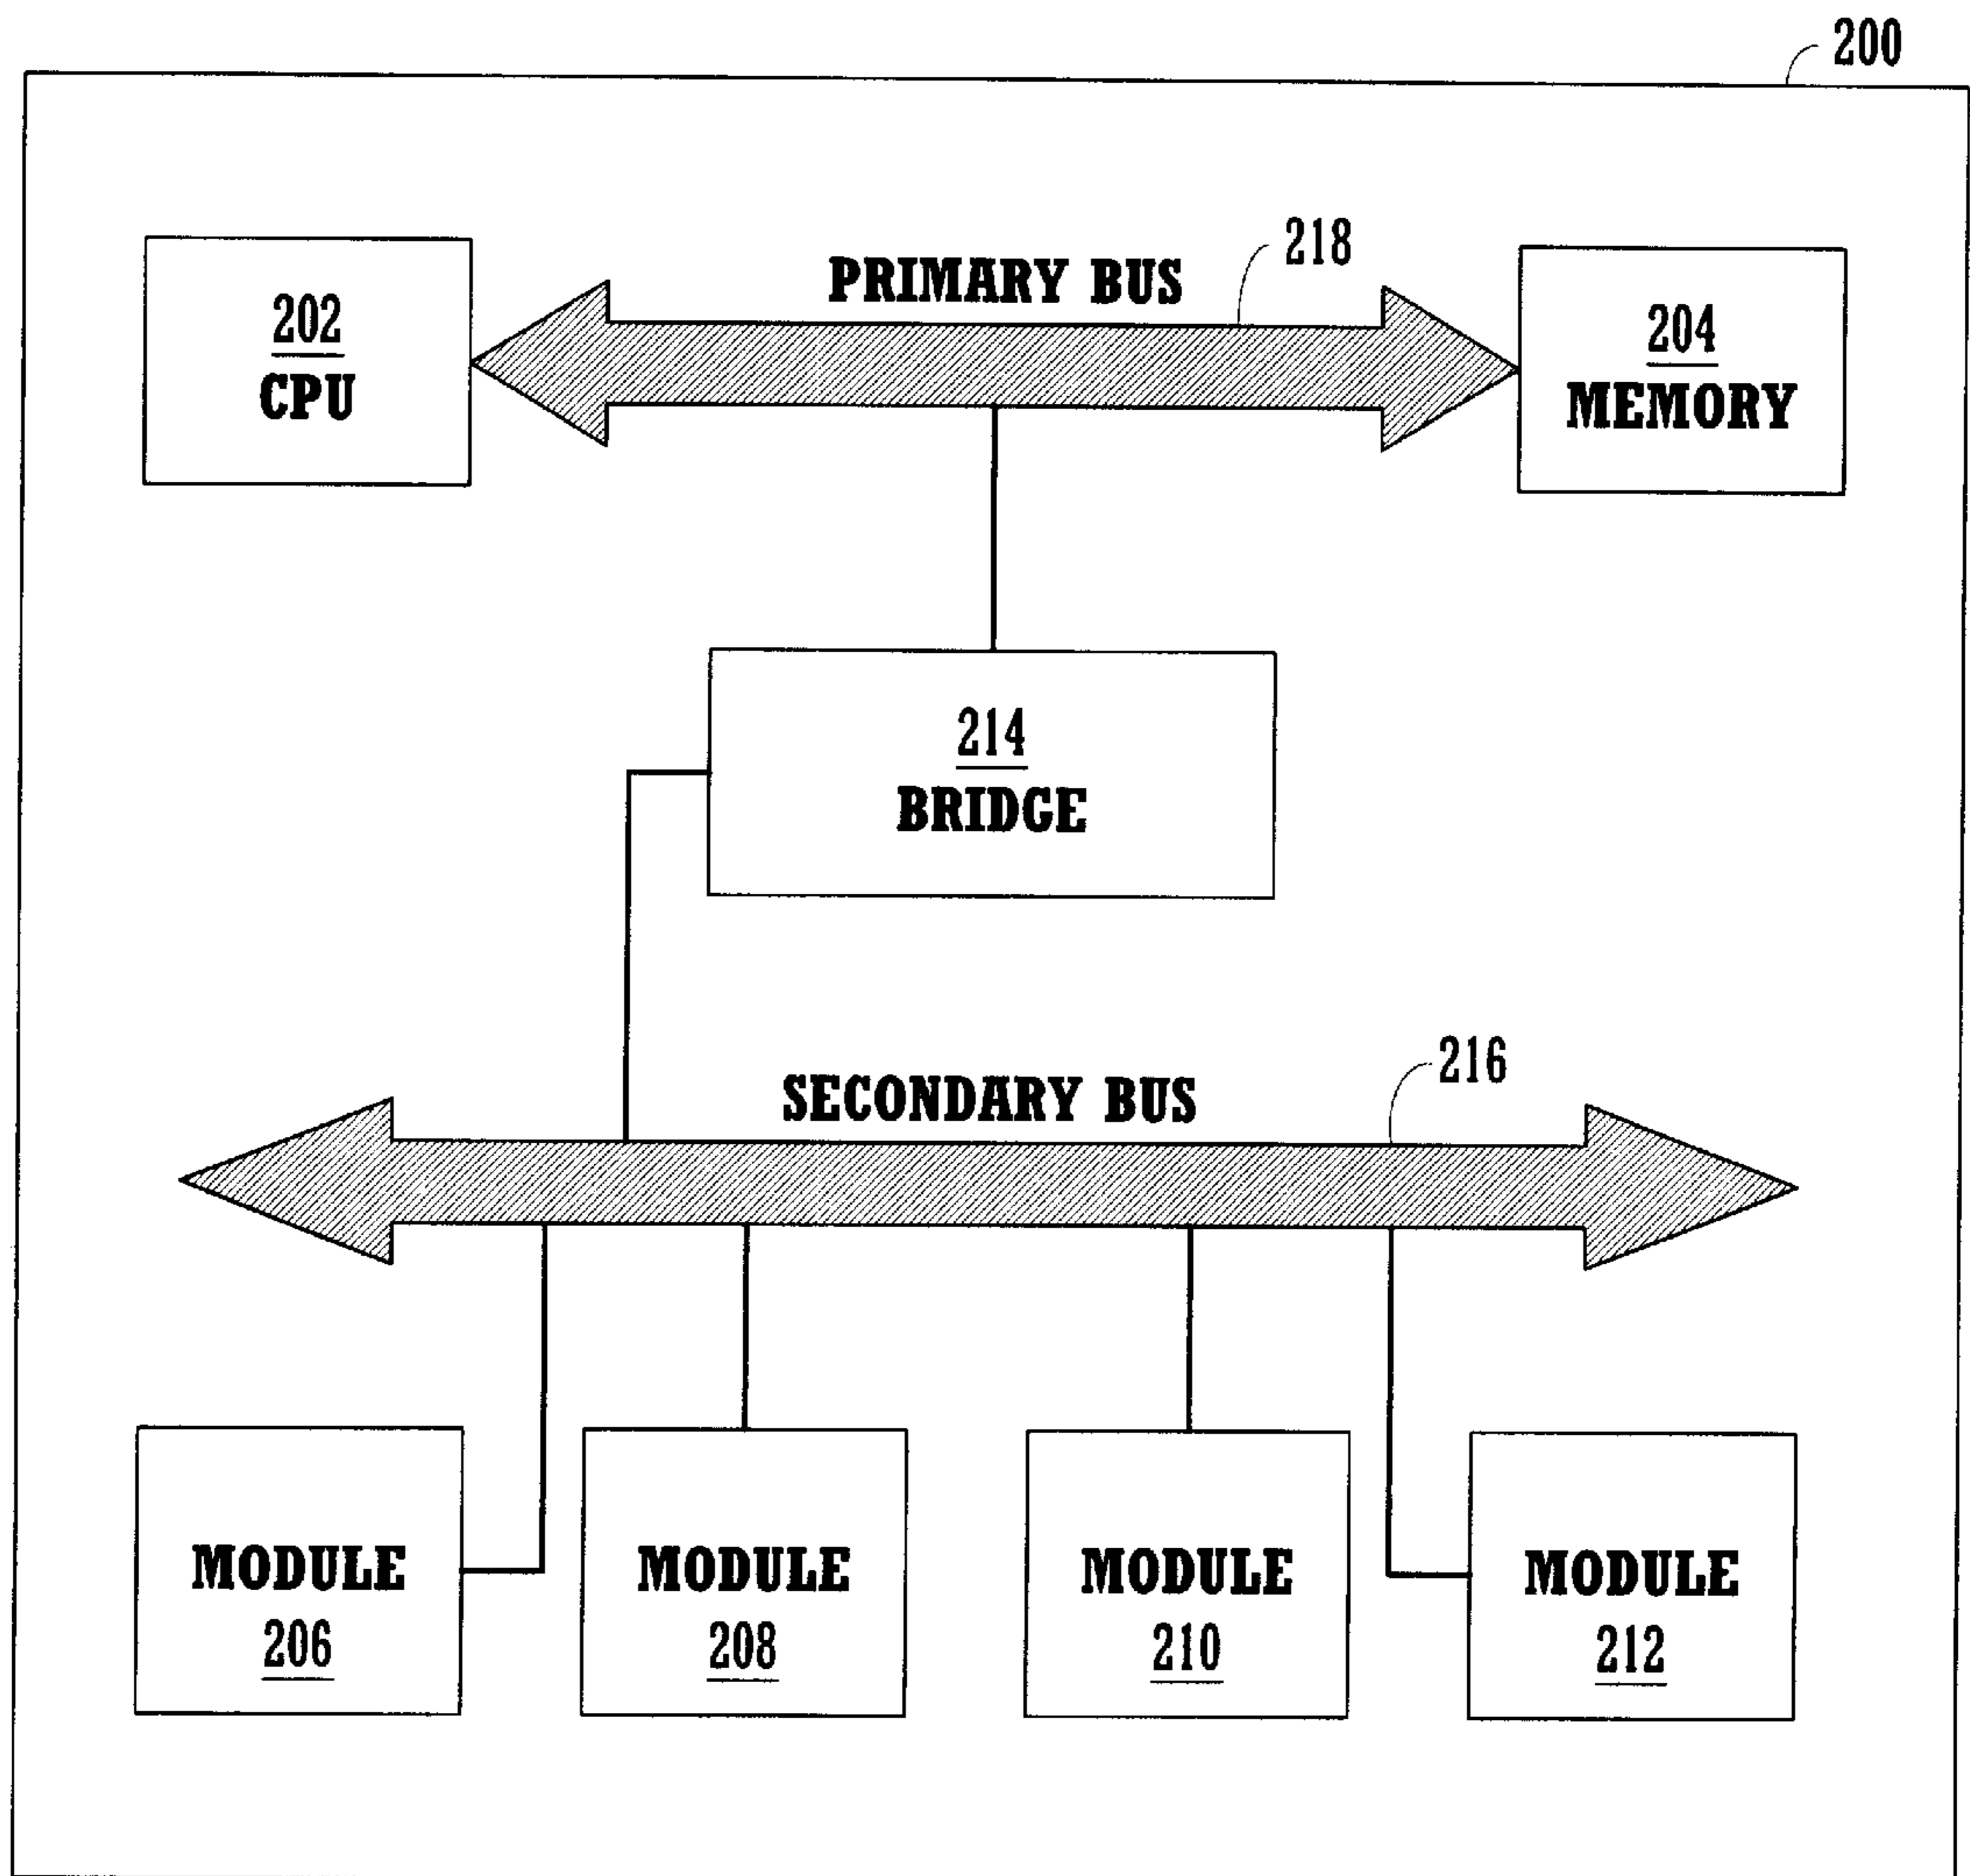 200
218
PRIMARY BUS
202
CPU
204
MEMORY
214
BRIDGE
216
SECONDARY BUS
MODULE
206
MODULE
208
MODULE
210
MODULE
212